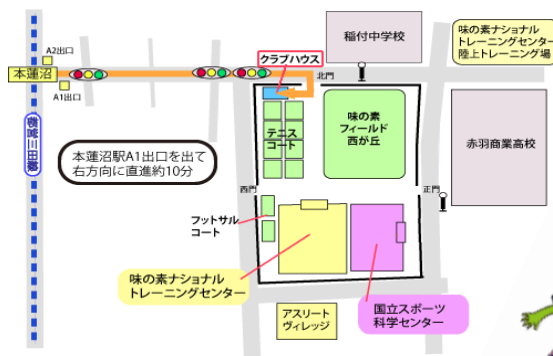 稲付中学校
味の素ナショナル
トレーニングセンター
陸上トレーニング場
A2出口
本蓮沼
A1出口
クラブハウス
北門
都営三田線
テニス
コート
味の素
フィールド
西が丘
赤羽商業高校
本蓮沼駅A1出口を出て
右方向に直進約10分
西門
正門
フットサル
コート
味の素ナショナル
トレーニングセンター
国立スポーツ
科学センター
アスリート
ヴィレッジ